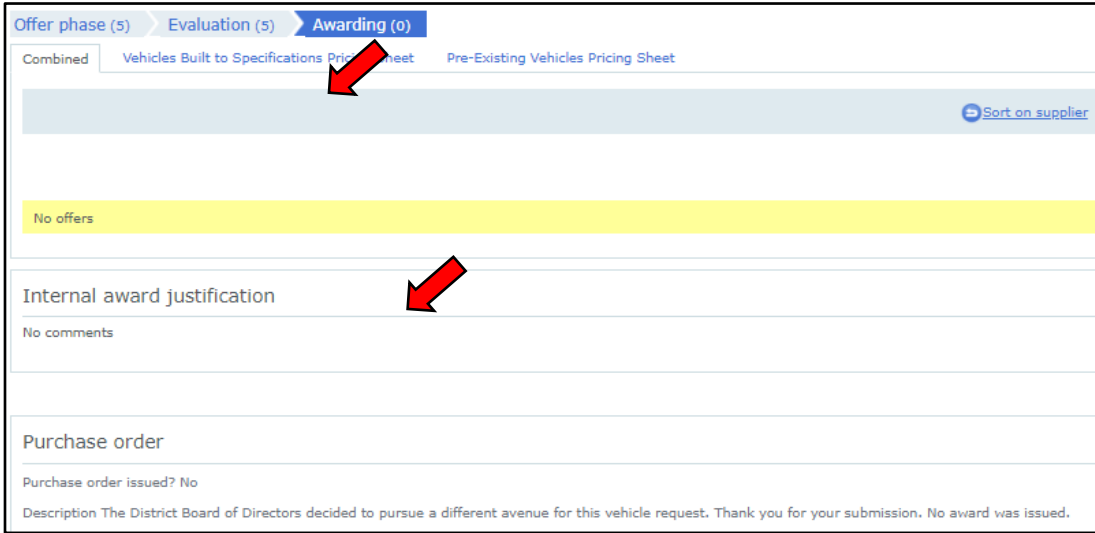 Offer phase (5) Evaluation (5) Awarding (0)
Combined Vehicles Built to Specifications Pricing Sheet Pre-Existing Vehicles Pricing Sheet
Sort on supplier
No offers
Internal award justification
No comments
Purchase order
Purchase order issued? No
Description The District Board of Directors decided to pursue a different avenue for this vehicle request. Thank you for your submission. No award was issued.